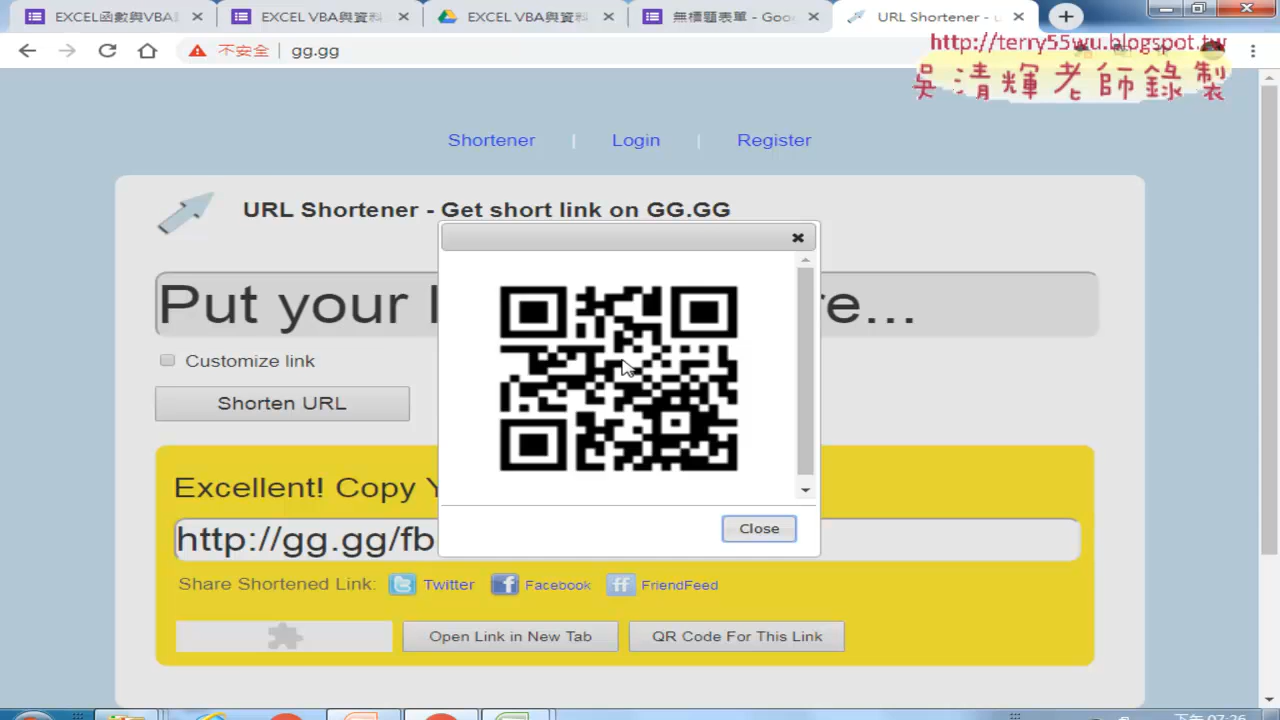 EXCEL函數與VBA
EXCEL VBA與資料
EXCEL VBA與資料
無標題表單 - Goo
URL Shortener - u
不安全
gg.gg
http://terry55wu.blogspot.tw
吳清輝老師錄製
Shortener | Login | Register
URL Shortener - Get short link on GG.GG
Put your l
re...
Customize link
Shorten URL
Excellent! Copy Y
http://gg.gg/fb
Close
Share Shortened Link: Twitter Facebook FriendFeed
Open Link in New Tab
QR Code For This Link
下午 07:26